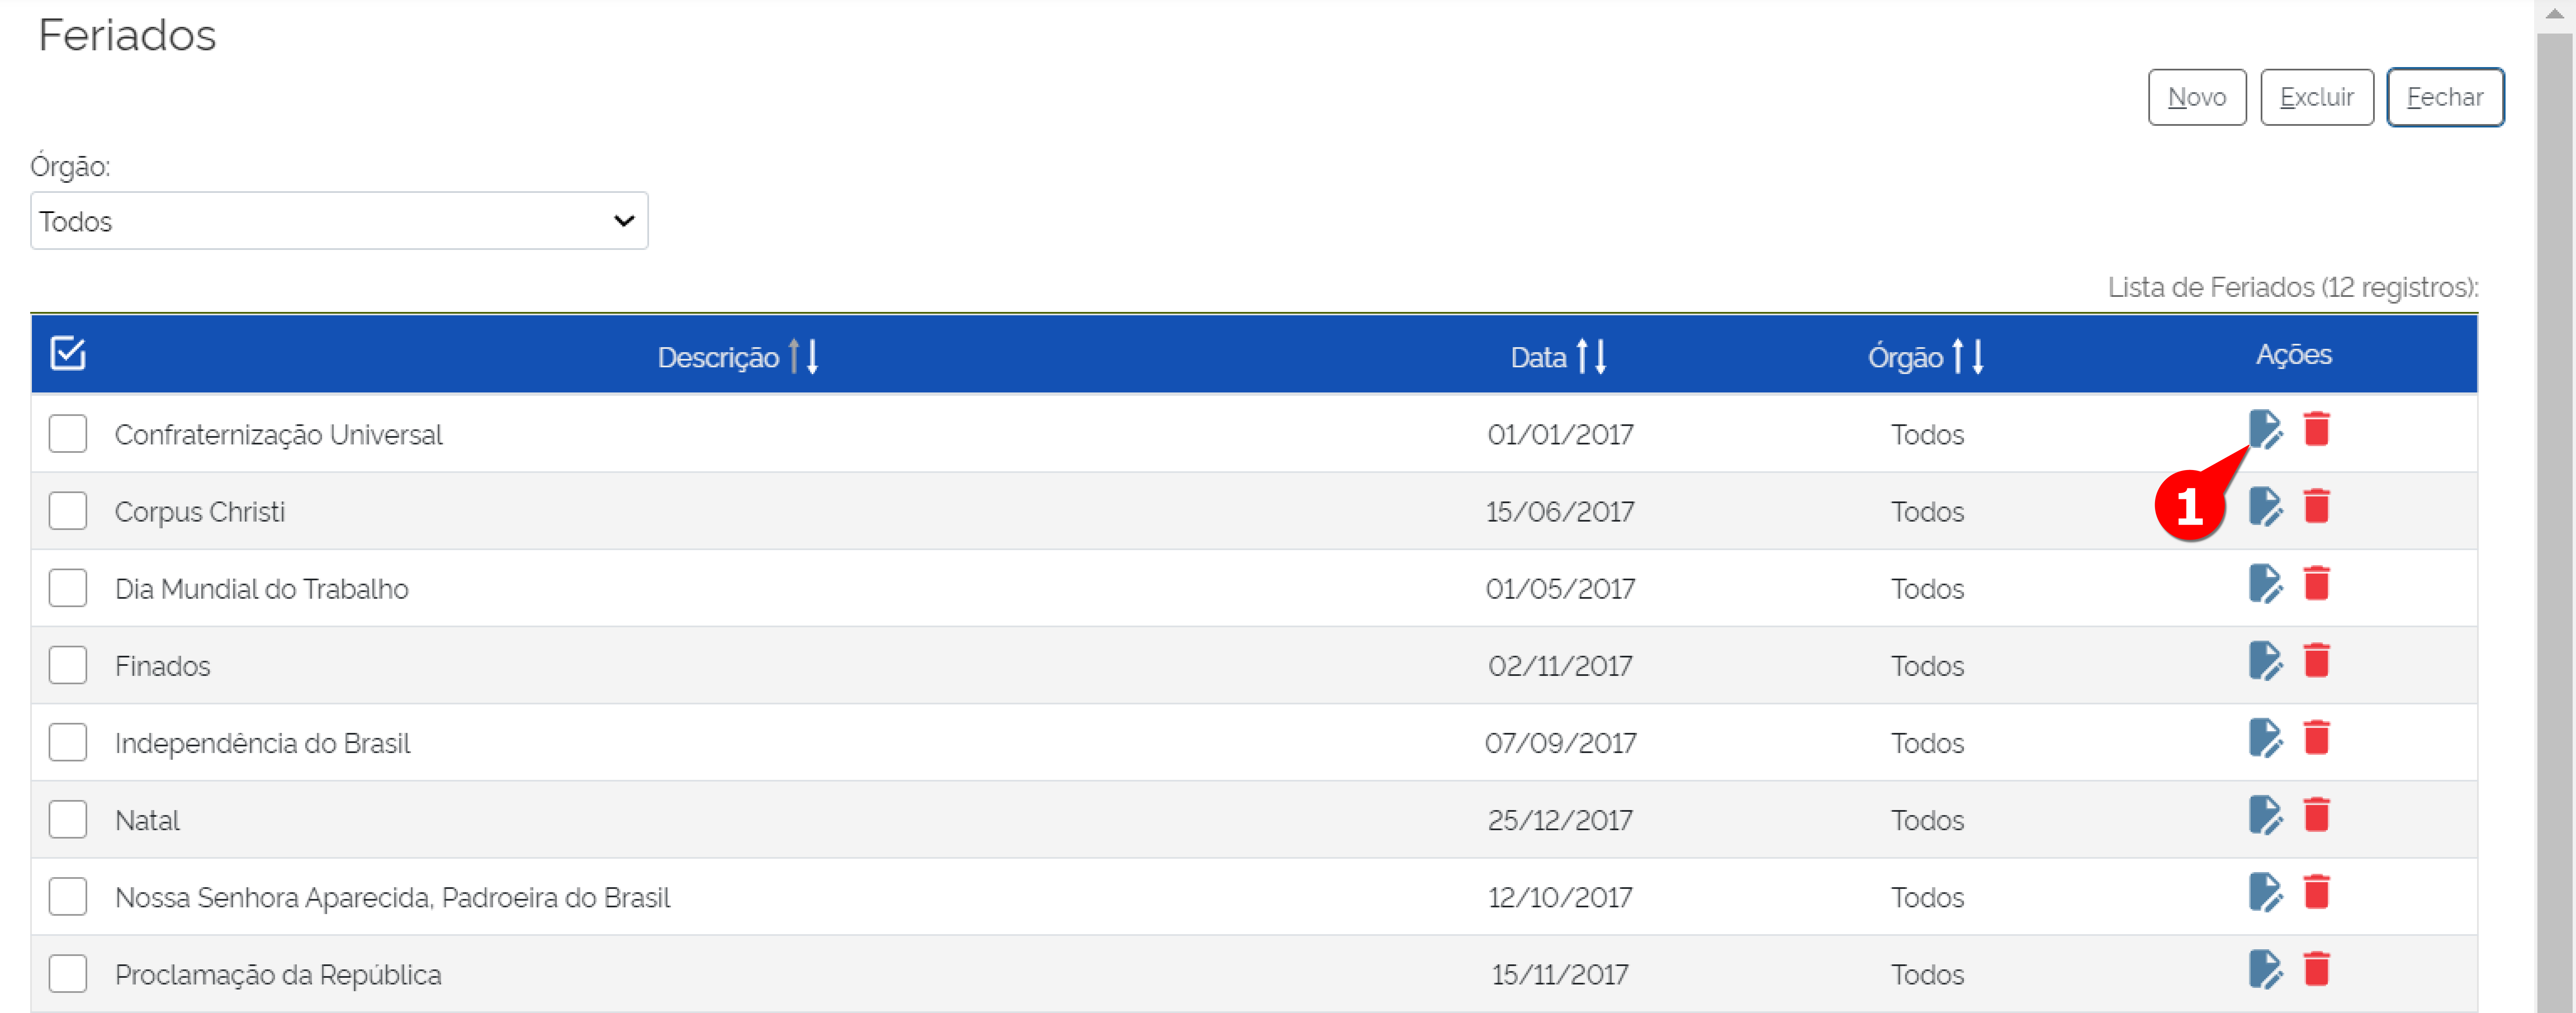 Feriados
Novo Excluir Fechar
Órgão:
Todos
Lista de Feriados (12 registros):
Descrição Data Órgão Ações
Confraternização Universal 01/01/2017 Todos
1
Corpus Christi 15/06/2017 Todos
Dia Mundial do Trabalho 01/05/2017 Todos
Finados 02/11/2017 Todos
Independência do Brasil 07/09/2017 Todos
Natal 25/12/2017 Todos
Nossa Senhora Aparecida, Padroeira do Brasil 12/10/2017 Todos
Proclamação da República 15/11/2017 Todos